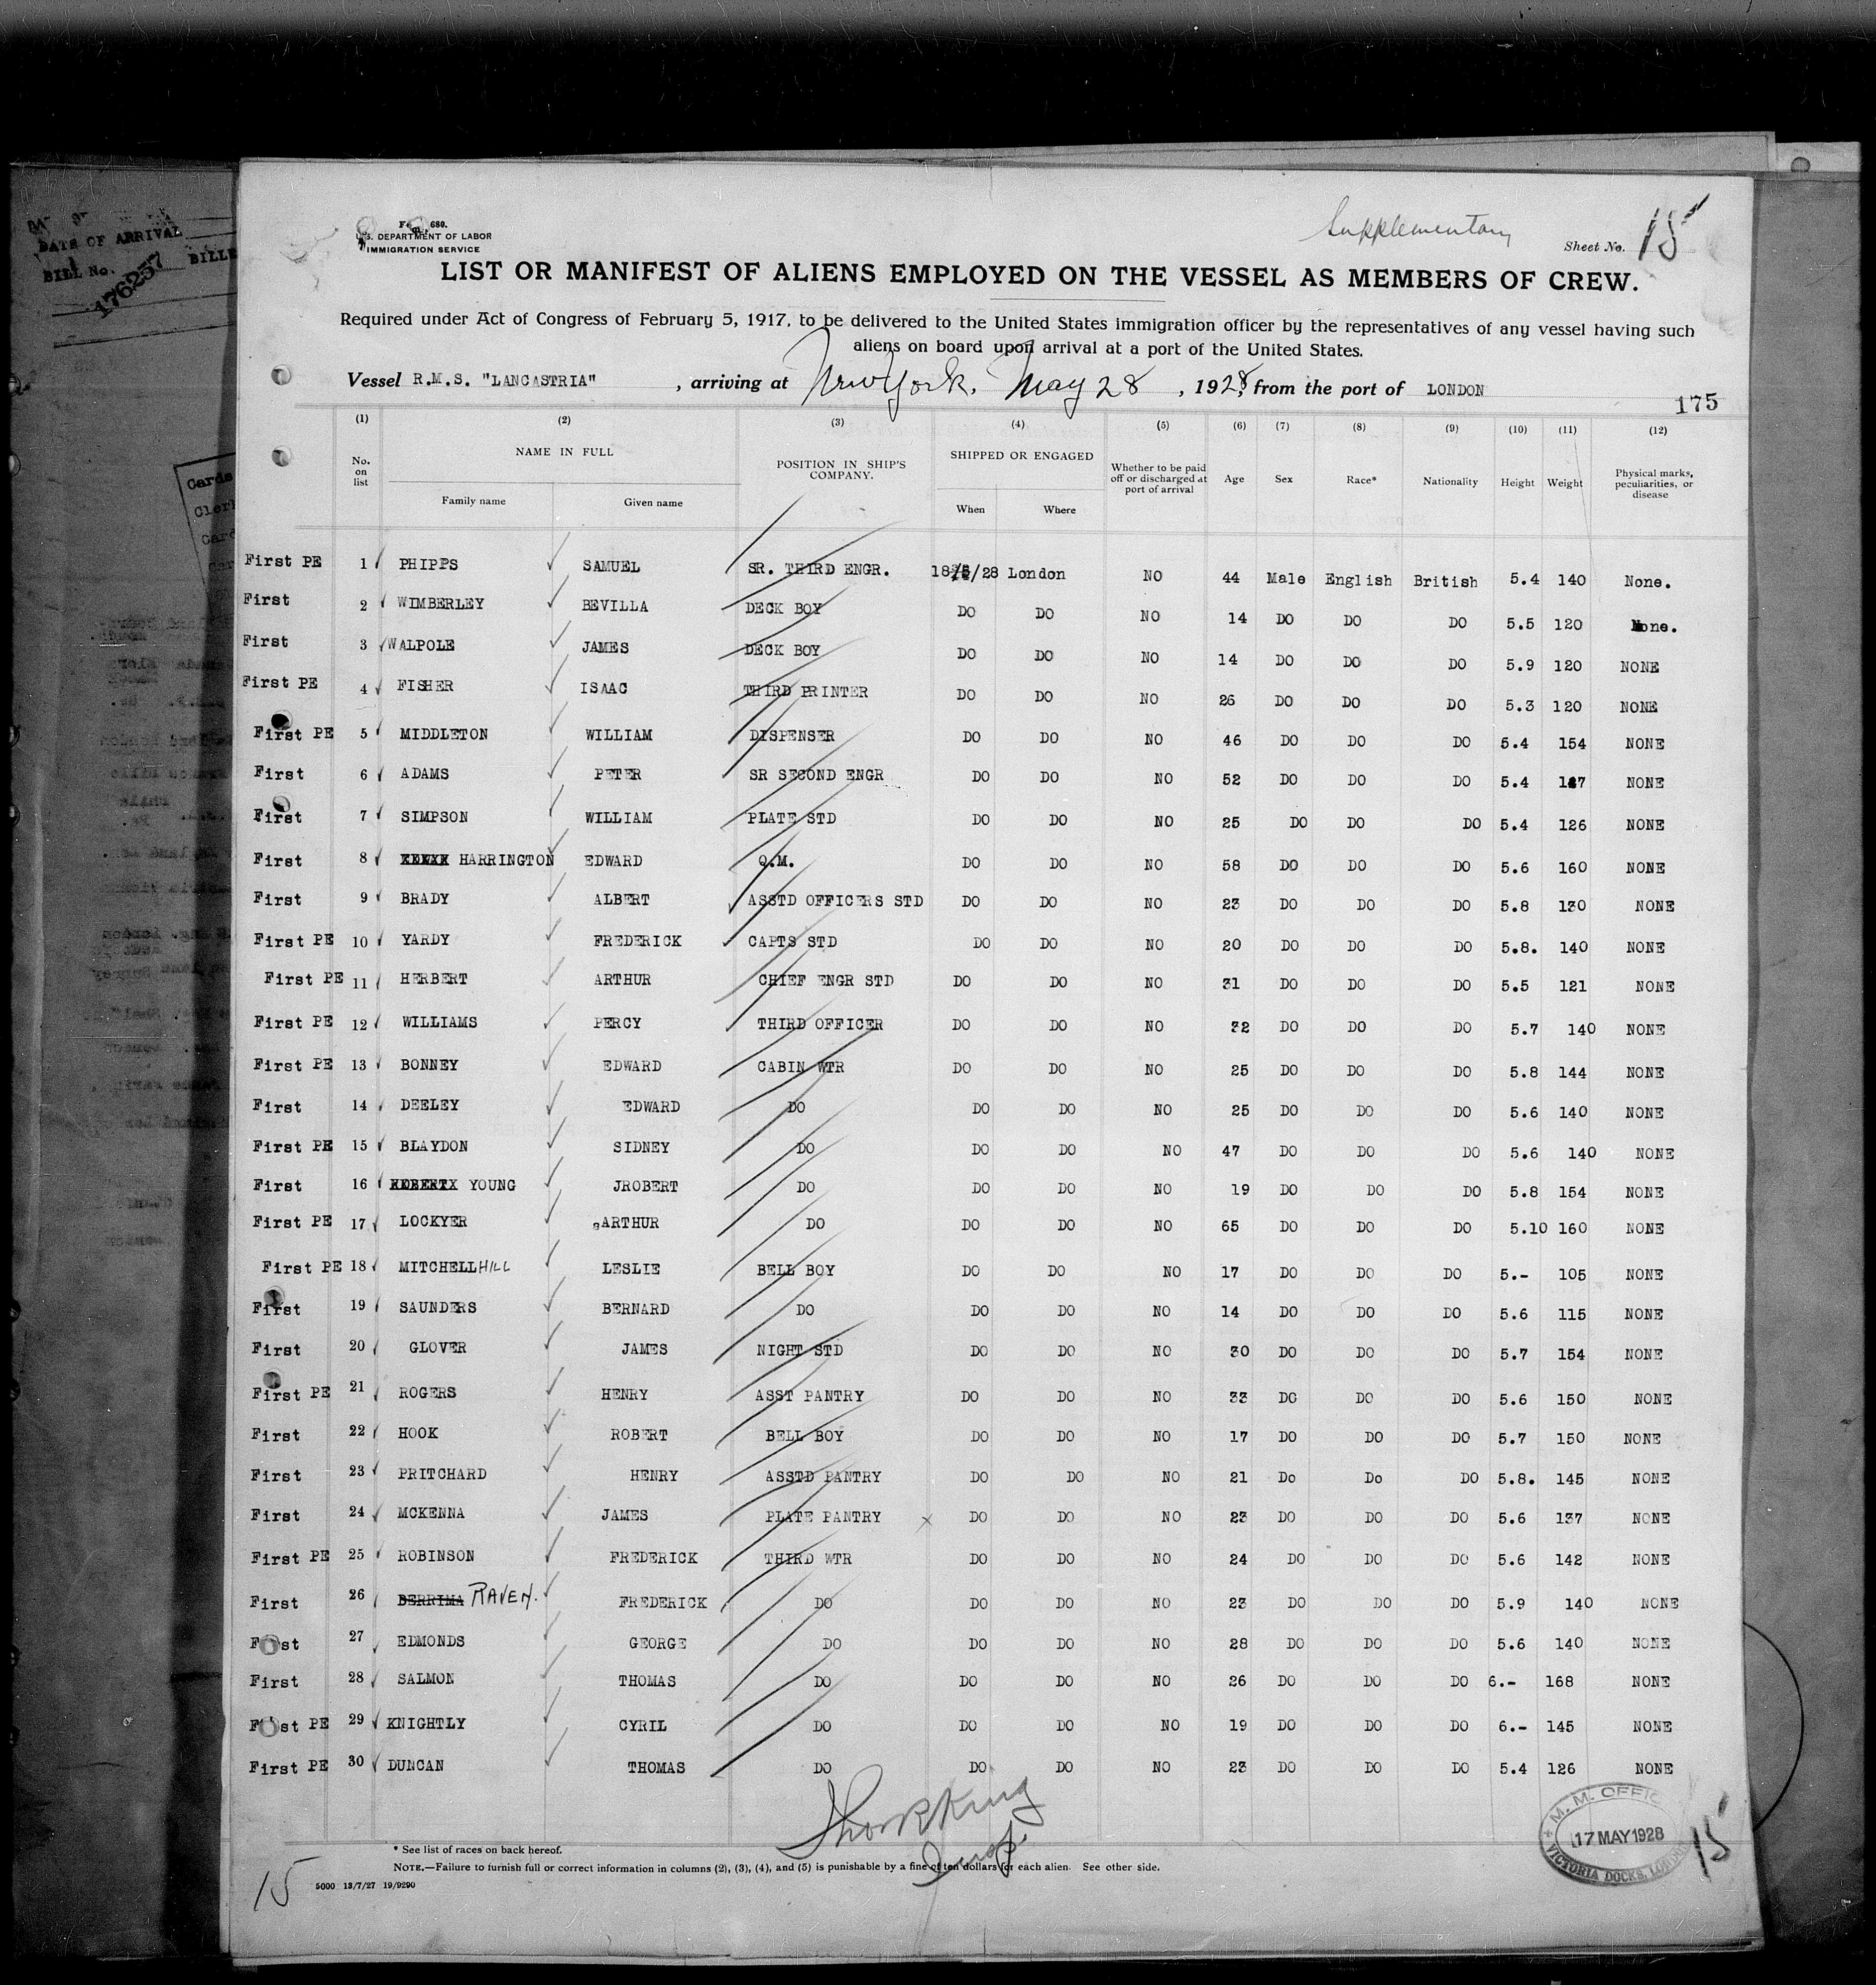 DATE OF ARRIVAL
BILL No.
176257
Supplementary
680.
U.S. DEPARTMENT OF LABOR
IMMIGRATION SERVICE
Sheet No. 15
LIST OR MANIFEST OF ALIENS EMPLOYED ON THE VESSEL AS MEMBERS OF CREW.
Required under Act of Congress of February 5, 1917, to be delivered to the United States immigration officer by the representatives of any vessel having such
aliens on board upon arrival at a port of the United States.
Vessel R.M.S. "LANCASTRIA" , arriving at New York. May 28 , 1928, from the port of LONDON
175
(1) (2) (3) (4) (5) (6) (7) (8) (9) (10) (11) (12)
No. on list NAME IN FULL Family name Given name POSITION IN SHIP'S COMPANY. SHIPPED OR ENGAGED When Where Whether to be paid off or discharged at port of arrival Age Sex Race* Nationality Height Weight Physical marks, peculiarities, or disease
First PE 1 PHIPPS SAMUEL SR. THIRD ENGR. 18/5/28 London NO 44 Male English British 5.4 140 None.
First 2 WIMBERLEY BEVILLA DECK BOY DO DO NO 14 DO DO DO 5.5 120 None.
First 3 WALPOLE JAMES DECK BOY DO DO NO 14 DO DO DO 5.9 120 NONE
First PE 4 FISHER ISAAC THIRD PRINTER DO DO NO 26 DO DO DO 5.3 120 NONE
First PE 5 MIDDLETON WILLIAM DISPENSER DO DO NO 46 DO DO DO 5.4 154 NONE
First 6 ADAMS PETER SR SECOND ENGR DO DO NO 52 DO DO DO 5.4 NONE
First 7 SIMPSON WILLIAM PLATE STD DO DO NO 25 DO DO DO 5.4 126 NONE
First 8 HARRINGTON EDWARD Q.M. DO DO NO 58 DO DO DO 5.6 160 NONE
First 9 BRADY ALBERT ASSTD OFFICERS STD DO DO NO 23 DO DO DO 5.8 130 NONE
First PE 10 YARDY FREDERICK CAPTS STD DO DO NO 20 DO DO DO 5.8. 140 NONE
First PE 11 HERBERT ARTHUR CHIEF ENGR STD DO DO NO 31 DO DO DO 5.5 121 NONE
First PE 12 WILLIAMS PERCY THIRD OFFICER DO DO NO 32 DO DO DO 5.7 140 NONE
First PE 13 BONNEY EDWARD CABIN WTR DO DO NO 25 DO DO DO 5.8 144 NONE
First 14 DEELEY EDWARD DO DO DO NO 25 DO DO DO 5.6 140 NONE
First PE 15 BLAYDON SIDNEY DO DO DO NO 47 DO DO DO 5.6 140 NONE
First 16 YOUNG JROBERT DO DO DO NO 19 DO DO DO 5.8 154 NONE
First PE 17 LOCKYER ARTHUR DO DO DO NO 65 DO DO DO 5.10 160 NONE
First PE 18 MITCHELLHILL LESLIE BELL BOY DO DO NO 17 DO DO DO 5.- 105 NONE
First 19 SAUNDERS BERNARD DO DO DO NO 14 DO DO DO 5.6 115 NONE
First 20 GLOVER JAMES NIGHT STD DO DO NO 30 DO DO DO 5.7 154 NONE
First PE 21 ROGERS HENRY ASST PANTRY DO DO NO 33 DO DO DO 5.6 150 NONE
First 22 HOOK ROBERT BELL BOY DO DO NO 17 DO DO DO 5.7 150 NONE
First 23 PRITCHARD HENRY ASSTD PANTRY DO DO NO 21 Do Do DO 5.8. 145 NONE
First 24 MCKENNA JAMES PLATE PANTRY x DO DO NO 23 DO DO DO 5.6 137 NONE
First PE 25 ROBINSON FREDERICK THIRD WTR DO DO NO 24 DO DO DO 5.6 142 NONE
First 26 BERRIMA RAVEN. FREDERICK DO DO DO NO 23 DO DO DO 5.9 140 NONE
First 27 EDMONDS GEORGE DO DO DO NO 28 DO DO DO 5.6 140 NONE
First 28 SALMON THOMAS DO DO DO NO 26 DO DO DO 6.- 168 NONE
First PE 29 KNIGHTLY CYRIL DO DO DO NO 19 DO DO DO 6.- 145 NONE
First PE 30 DUNCAN THOMAS DO DO DO NO 23 DO DO DO 5.4 126 NONE
Insp.
M. M. OFFIC
17 MAY 1928
VICTORIA DOCKS, LONDON
15
* See list of races on back hereof.
NOTE.—Failure to furnish full or correct information in columns (2), (3), (4), and (5) is punishable by a fine of ten dollars for each alien. See other side.
15 5000 13/7/27 19/9290